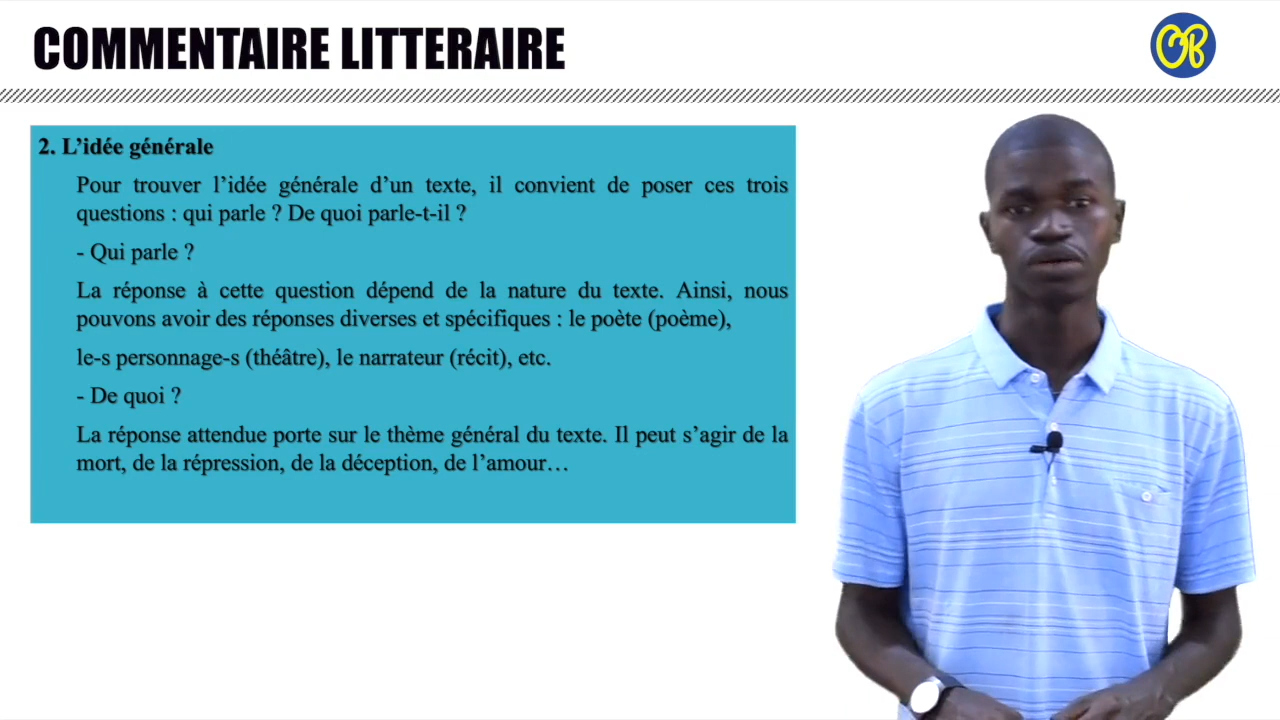 COMMENTAIRE LITTERAIRE
2. L’idée générale
Pour trouver l’idée générale d’un texte, il convient de poser ces trois
questions : qui parle ? De quoi parle-t-il ?
- Qui parle ?
La réponse à cette question dépend de la nature du texte. Ainsi, nous
pouvons avoir des réponses diverses et spécifiques : le poète (poème),
le-s personnage-s (théâtre), le narrateur (récit), etc.
- De quoi ?
La réponse attendue porte sur le thème général du texte. Il peut s’agir de la
mort, de la répression, de la déception, de l’amour…